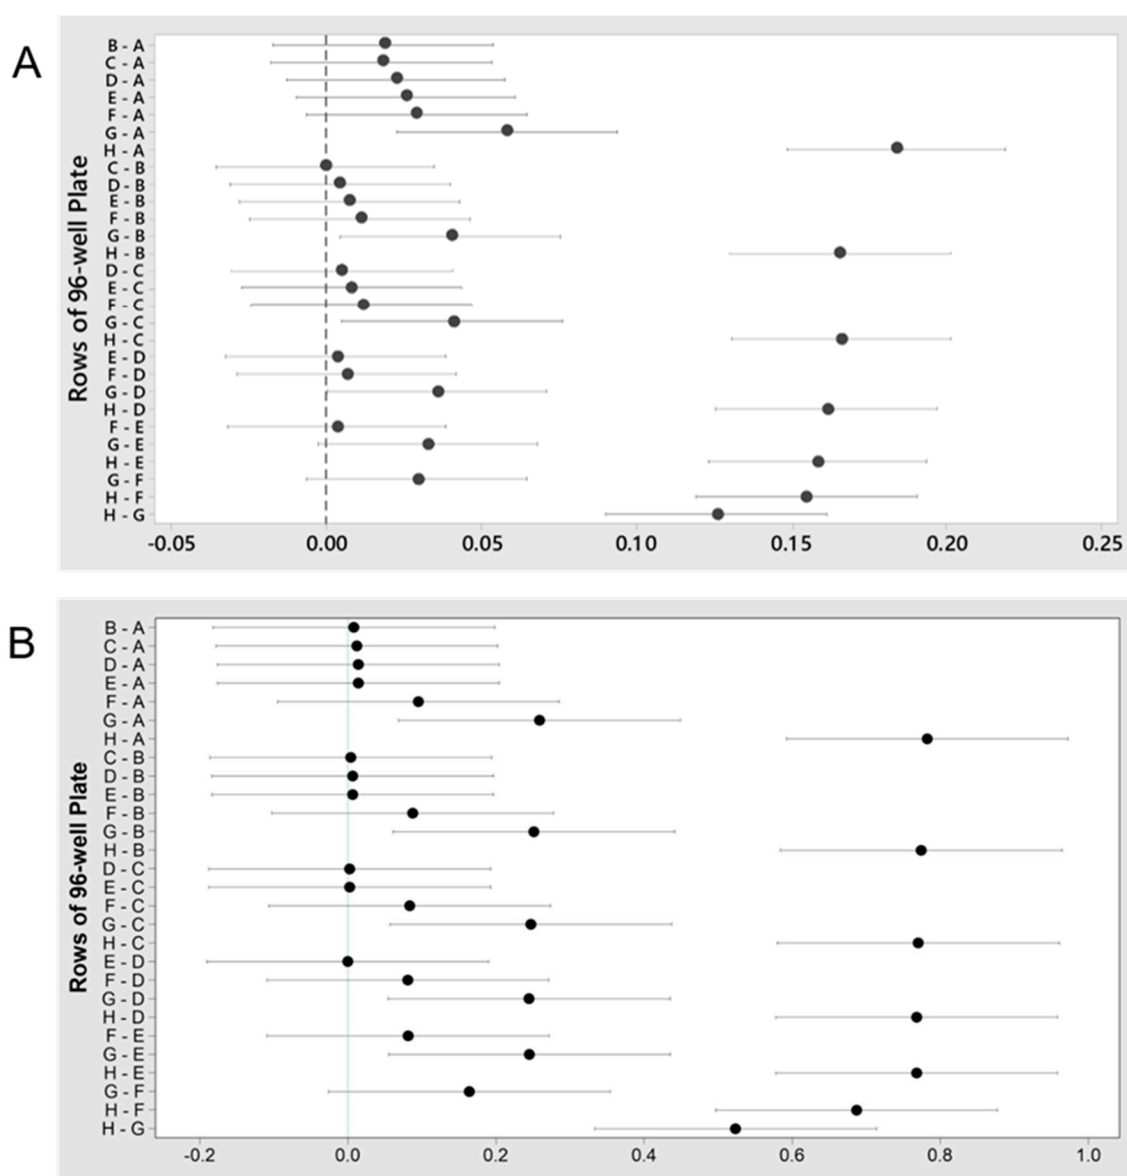 A
Rows of 96-well Plate
B - A
C - A
D - A
E - A
F - A
G - A
H - A
C - B
D - B
E - B
F - B
G - B
H - B
D - C
E - C
F - C
G - C
H - C
E - D
F - D
G - D
H - D
F - E
G - E
H - E
G - F
H - F
H - G
-0.05 0.00 0.05 0.10 0.15 0.20 0.25
B
Rows of 96-well Plate
B - A
C - A
D - A
E - A
F - A
G - A
H - A
C - B
D - B
E - B
F - B
G - B
H - B
D - C
E - C
F - C
G - C
H - C
E - D
F - D
G - D
H - D
F - E
G - E
H - E
G - F
H - F
H - G
-0.2 0.0 0.2 0.4 0.6 0.8 1.0